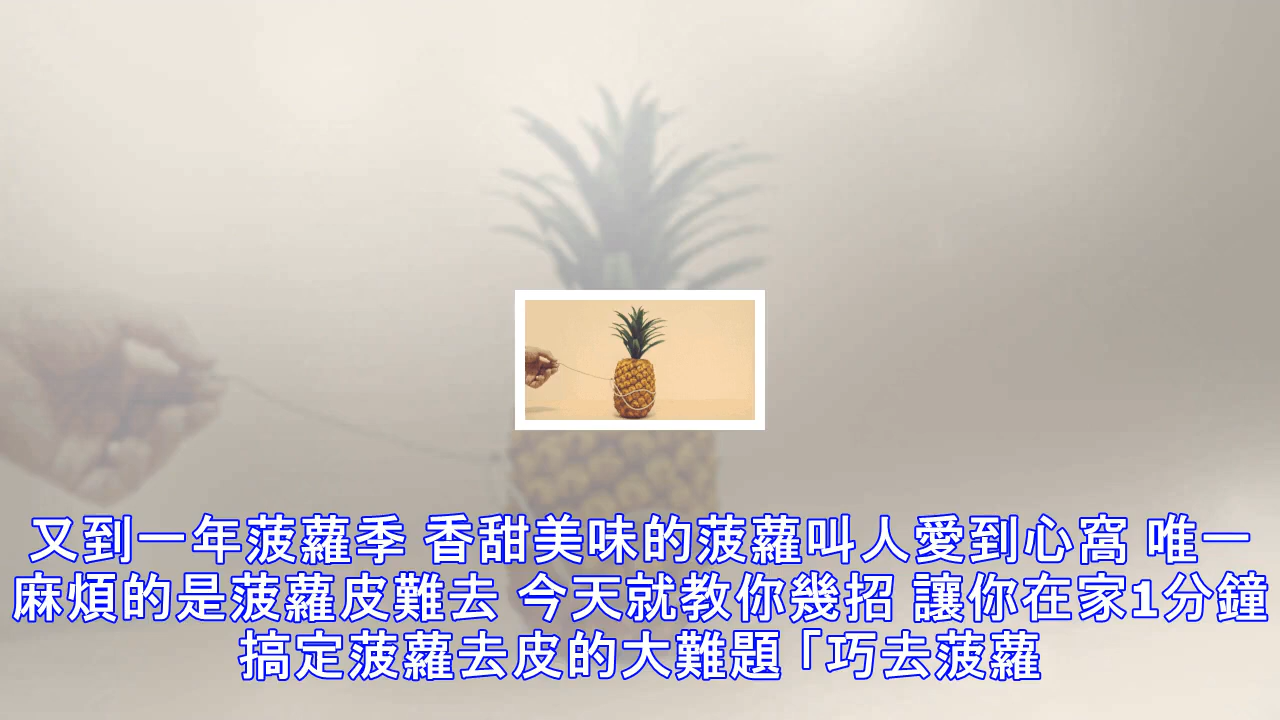 又到一年菠蘿季 香甜美味的菠蘿叫人愛到心窩 唯一
麻煩的是菠蘿皮難去 今天就教你幾招 讓你在家1分鐘
搞定菠蘿去皮的大難題「巧去菠蘿